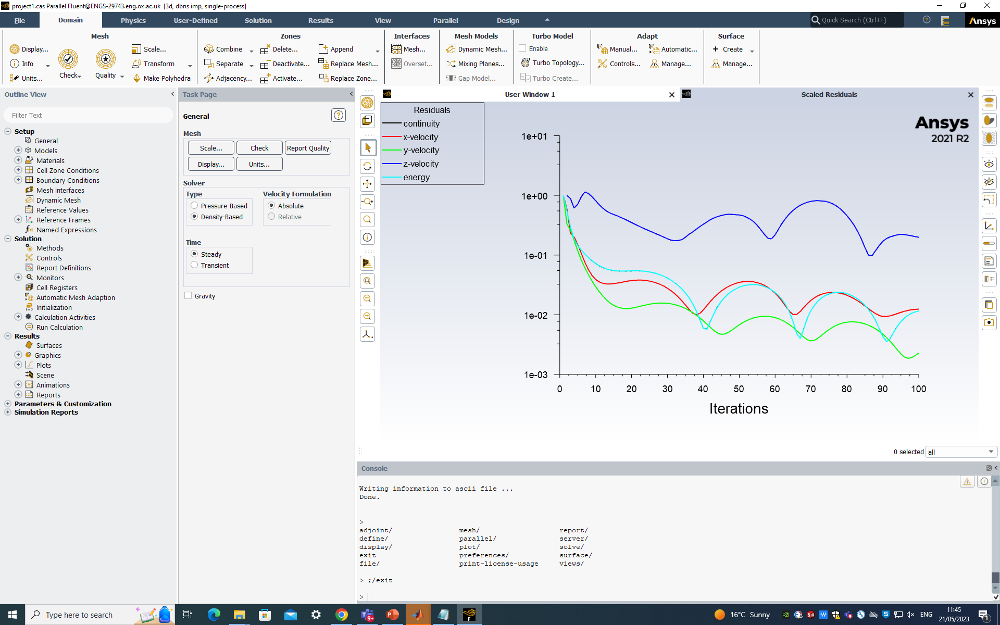 project1.cas Parallel Fluent@ENGS-29743.eng.ox.ac.uk [3d, dbns imp, single-process]
File Domain Physics User-Defined Solution Results View Parallel Design Quick Search (Ctrl+F) Ansys
Mesh
Display...
Info
Units...
Check
Quality
Scale...
Transform
Make Polyhedra
Zones
Combine
Separate
Adjacency...
Delete...
Deactivate...
Activate...
Append
Replace Mesh...
Replace Zone...
Interfaces
Mesh...
Overset...
Mesh Models
Dynamic Mesh...
Mixing Planes...
Gap Model...
Turbo Model
Enable
Turbo Topology...
Turbo Create...
Adapt
Manual...
Controls...
Automatic...
Manage...
Surface
+ Create
Manage...
Outline View
Filter Text
Setup
General
Models
Materials
Cell Zone Conditions
Boundary Conditions
Mesh Interfaces
Dynamic Mesh
Reference Values
Reference Frames
Named Expressions
Solution
Methods
Controls
Report Definitions
Monitors
Cell Registers
Automatic Mesh Adaption
Initialization
Calculation Activities
Run Calculation
Results
Surfaces
Graphics
Plots
Scene
Animations
Reports
Parameters & Customization
Simulation Reports
Task Page
General
Mesh
Scale... Check Report Quality
Display... Units...
Solver
Type
Pressure-Based
Density-Based
Velocity Formulation
Absolute
Relative
Time
Steady
Transient
Gravity
User Window 1
Scaled Residuals
Residuals
continuity
x-velocity
y-velocity
z-velocity
energy
Ansys
2021 R2
1e+01
1e+00
1e-01
1e-02
1e-03
0 10 20 30 40 50 60 70 80 90 100
Iterations
0 selected all
Console
Writing information to ascii file ...
Done.
>
adjoint/ mesh/ report/
define/ parallel/ server/
display/ plot/ solve/
exit preferences/ surface/
file/ print-license-usage views/
> ;/exit
>
Type here to search
9+
F
16°C Sunny
ENG
11:45
21/05/2023
1